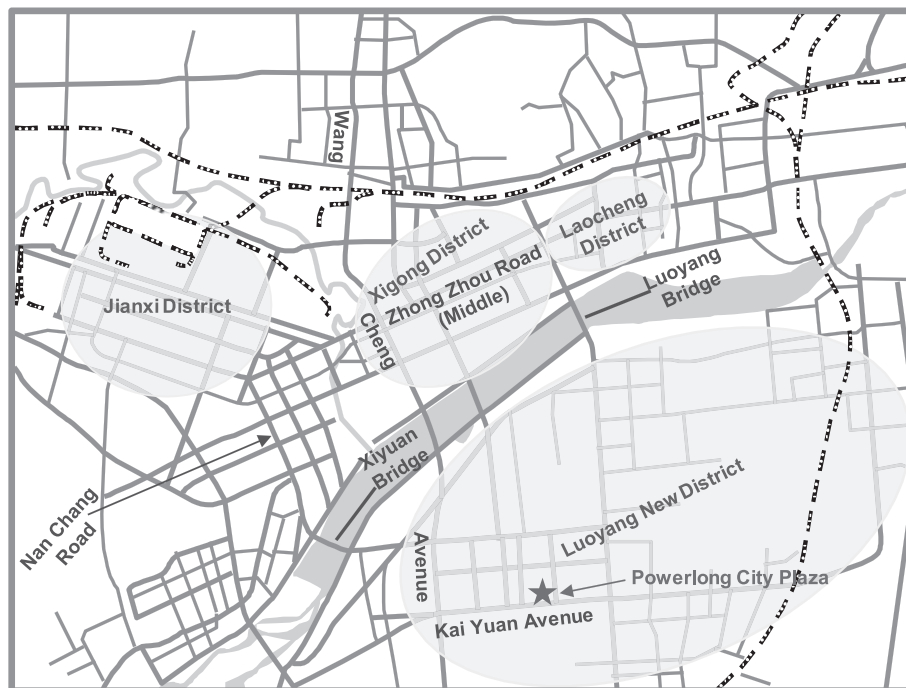 Wang
Xigong District
Laocheng
District
Zhong Zhou Road
(Middle)
Luoyang
Bridge
Jianxi District
Cheng
Xiyuan
Bridge
Nan Chang
Road
Luoyang New District
Avenue
Powerlong City Plaza
Kai Yuan Avenue